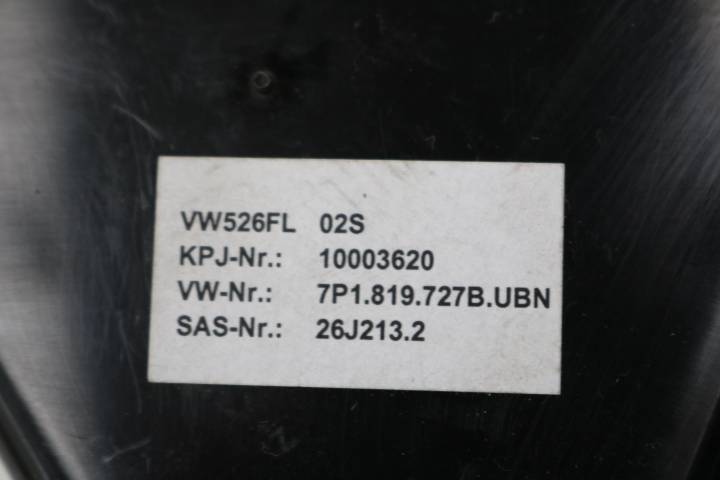 VW526FL 02S
KPJ-Nr.: 10003620
VW-Nr.: 7P1.819.727B.UBN
SAS-Nr.: 26J213.2